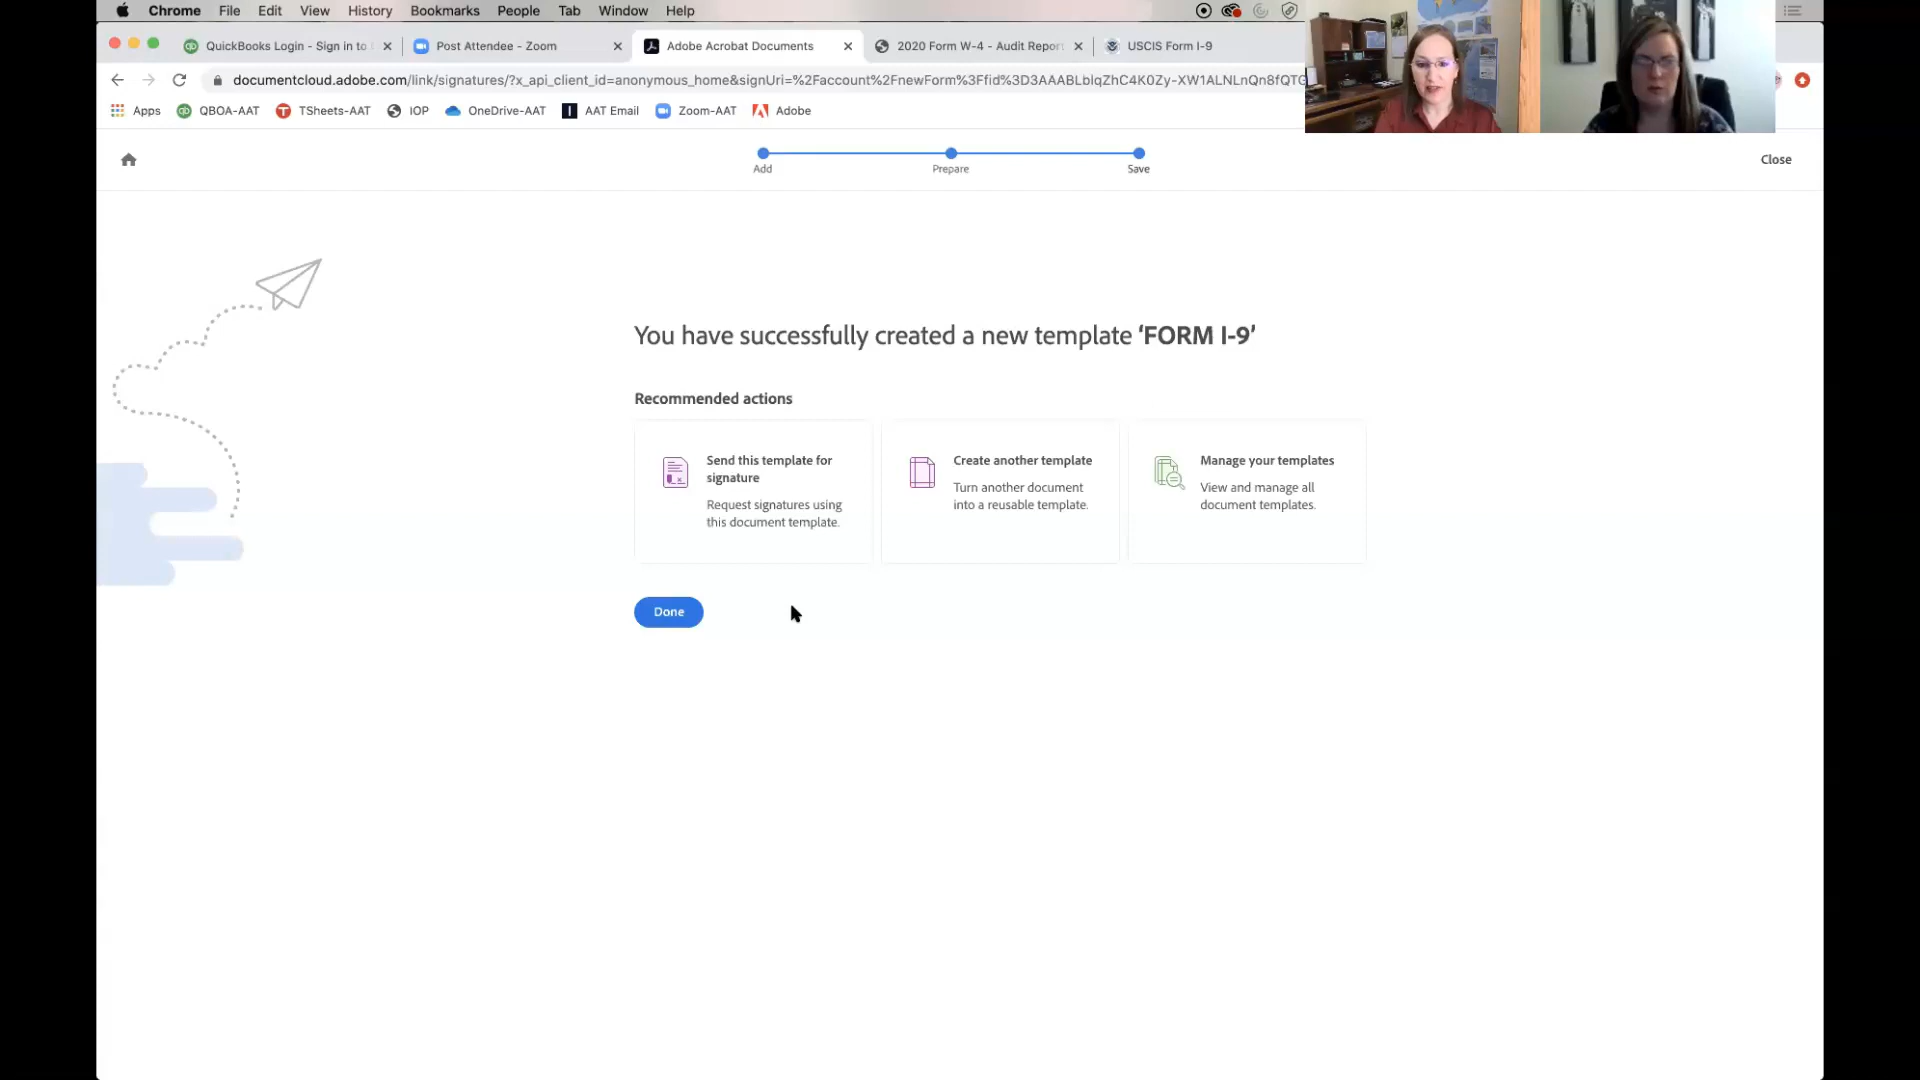 Chrome File Edit View History Bookmarks People Tab Window Help
QuickBooks Login - Sign in to
Post Attendee - Zoom
Adobe Acrobat Documents
2020 Form W-4 - Audit Report
USCIS Form I-9
documentcloud.adobe.com/link/signatures/?x_api_client_id=anonymous_home&signUri=%2Faccount%2FnewForm%3Ffid%3D3AAABLblqZhC4K0Zy-XW1ALNLnQn8fQTG
Apps QBOA-AAT TSheets-AAT iOP OneDrive-AAT AAT Email Zoom-AAT Adobe
Add Prepare Save
Close
You have successfully created a new template ‘FORM I-9’
Recommended actions
Send this template for
signature
Request signatures using
this document template.
Create another template
Turn another document
into a reusable template.
Manage your templates
View and manage all
document templates.
Done